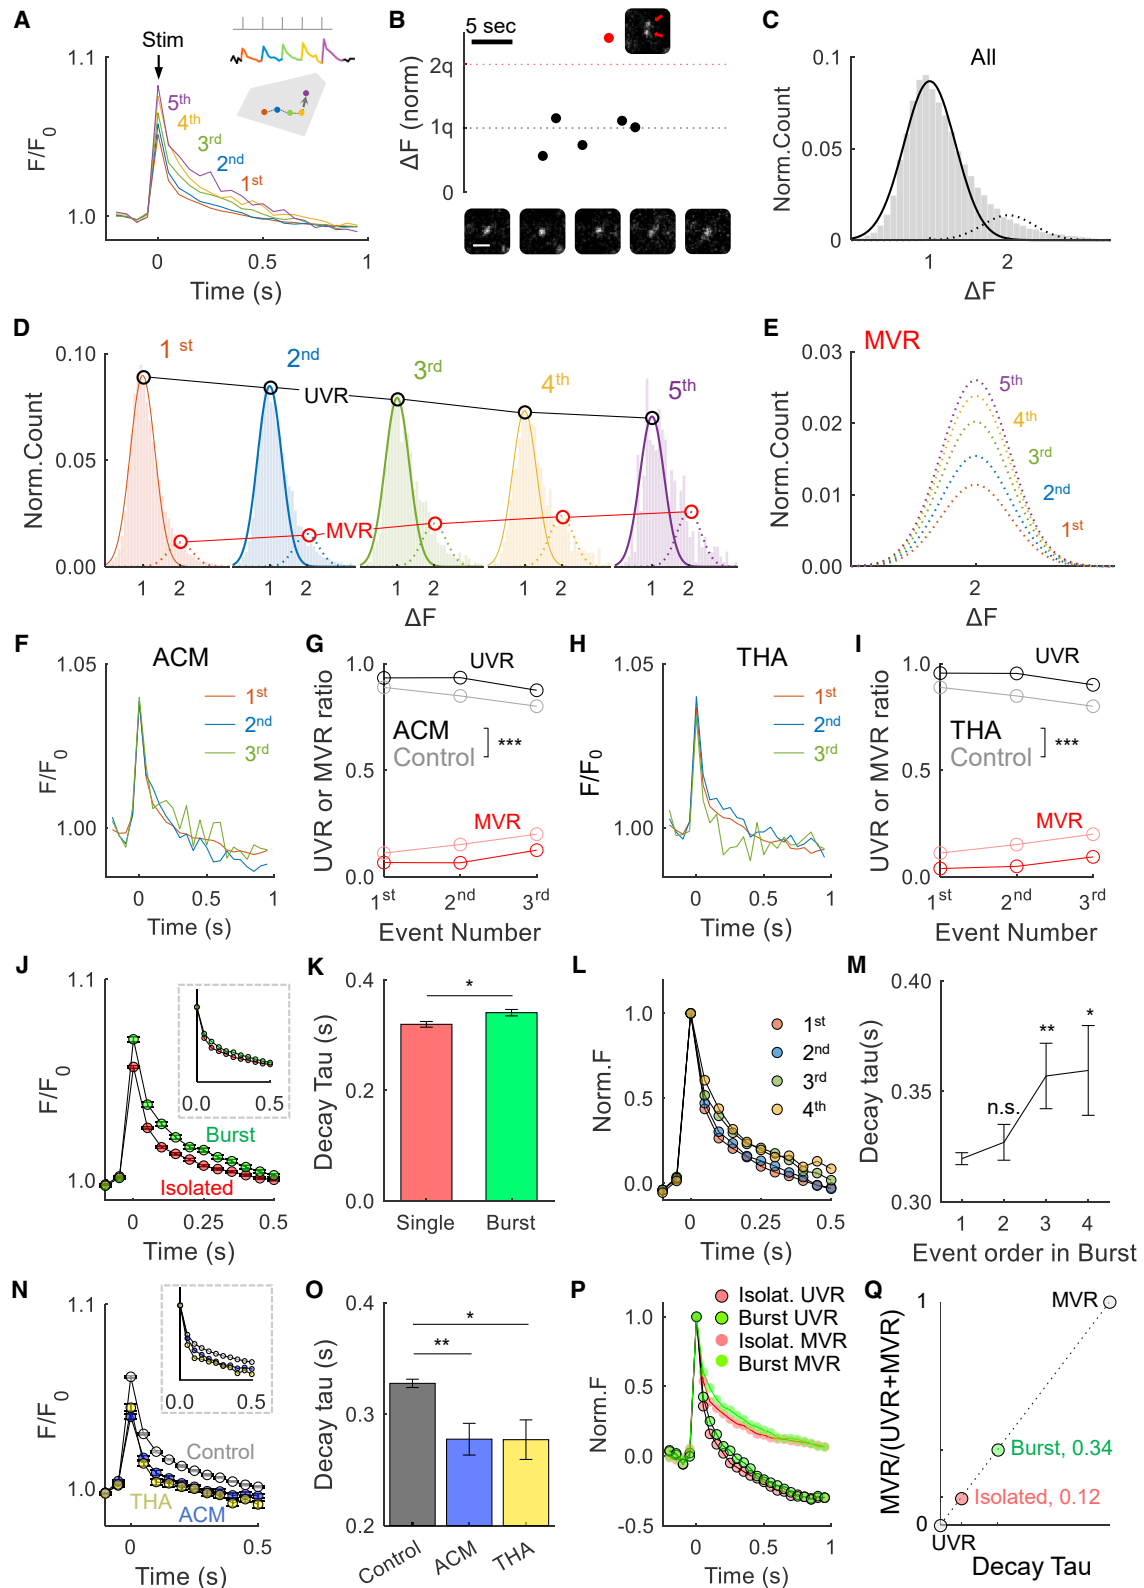 A
Stim
F/F0
1.1
1.0
5th
4th
3rd
2nd
1st
0
0.5
1
Time (s)
B
5 sec
ΔF (norm)
2q
1q
0
C
All
Norm.Count
0.1
0.05
0
1
2
ΔF
D
Norm.Count
0.10
0.05
0.00
1 st
2nd
3rd
4th
5th
UVR
MVR
1 2 1 2 1 2 1 2 1 2
ΔF
E
MVR
Norm.Count
0.03
0.02
0.01
0.00
5th
4th
3rd
2nd
1st
2
ΔF
F
ACM
F/F0
1.05
1.00
1st
2nd
3rd
0
0.5
1
Time (s)
G
UVR or MVR ratio
1.0
0.5
0.0
UVR
ACM
Control
***
MVR
1st
2nd
3rd
Event Number
H
THA
F/F0
1.05
1.00
1st
2nd
3rd
0
0.5
1
Time (s)
I
UVR or MVR ratio
1.0
0.5
0.0
UVR
THA
Control
***
MVR
1st
2nd
3rd
Event Number
J
F/F0
1.1
1.0
0.0
0.5
Burst
Isolated
0
0.25
0.5
Time (s)
K
Decay Tau (s)
0.4
0.2
0.0
*
Single
Burst
L
Norm.F
1.0
0.5
0.0
1st
2nd
3rd
4th
0
0.25
0.5
Time (s)
M
Decay tau(s)
0.40
0.35
0.30
n.s.
**
*
1
2
3
4
Event order in Burst
N
F/F0
1.1
1.0
0
0.5
Control
THA
ACM
0
0.5
Time (s)
O
Decay tau (s)
0.4
0.3
0.2
*
**
Control
ACM
THA
P
Norm.F
1.0
0.5
0.0
-0.5
Isolat. UVR
Burst UVR
Isolat. MVR
Burst MVR
0
0.5
1
Time (s)
Q
MVR/(UVR+MVR)
1
0
MVR
Burst, 0.34
Isolated, 0.12
UVR
Decay Tau